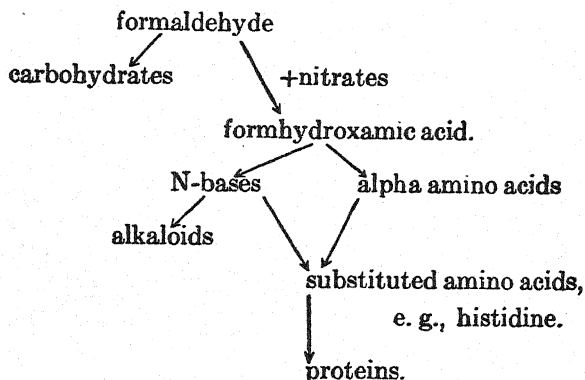 formaldehyde
carbohydrates
+nitrates
formhydroxamic acid.
N-bases
alpha amino acids
alkaloids
substituted amino acids,
e. g., histidine.
proteins.